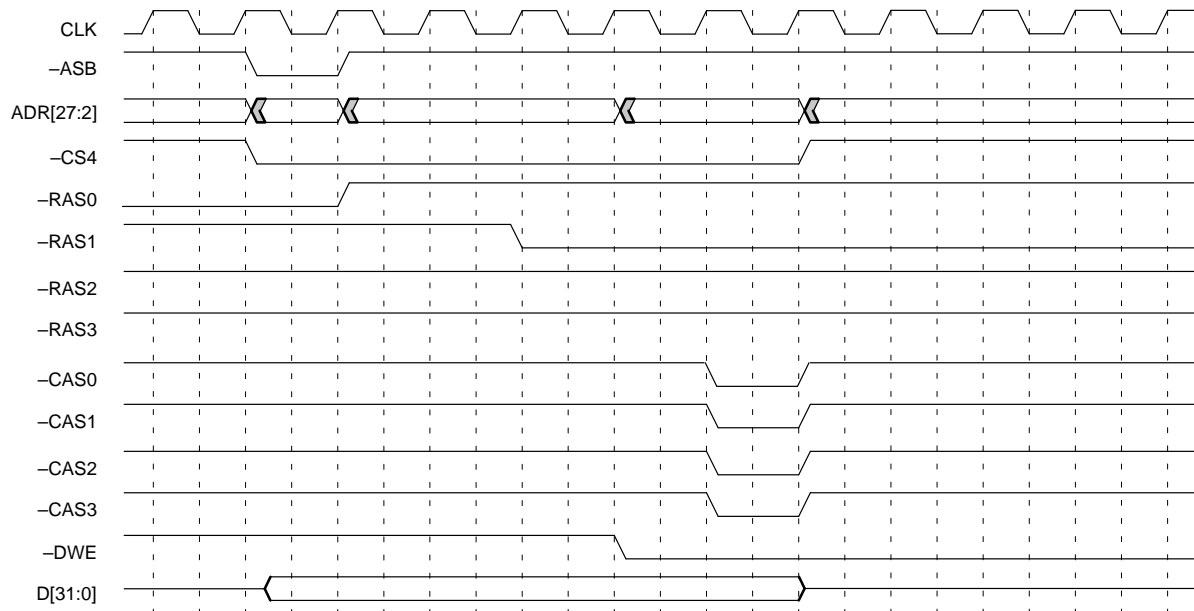 CLK
–ASB
ADR[27:2]
–CS4
–RAS0
–RAS1
–RAS2
–RAS3
–CAS0
–CAS1
–CAS2
–CAS3
–DWE
D[31:0]